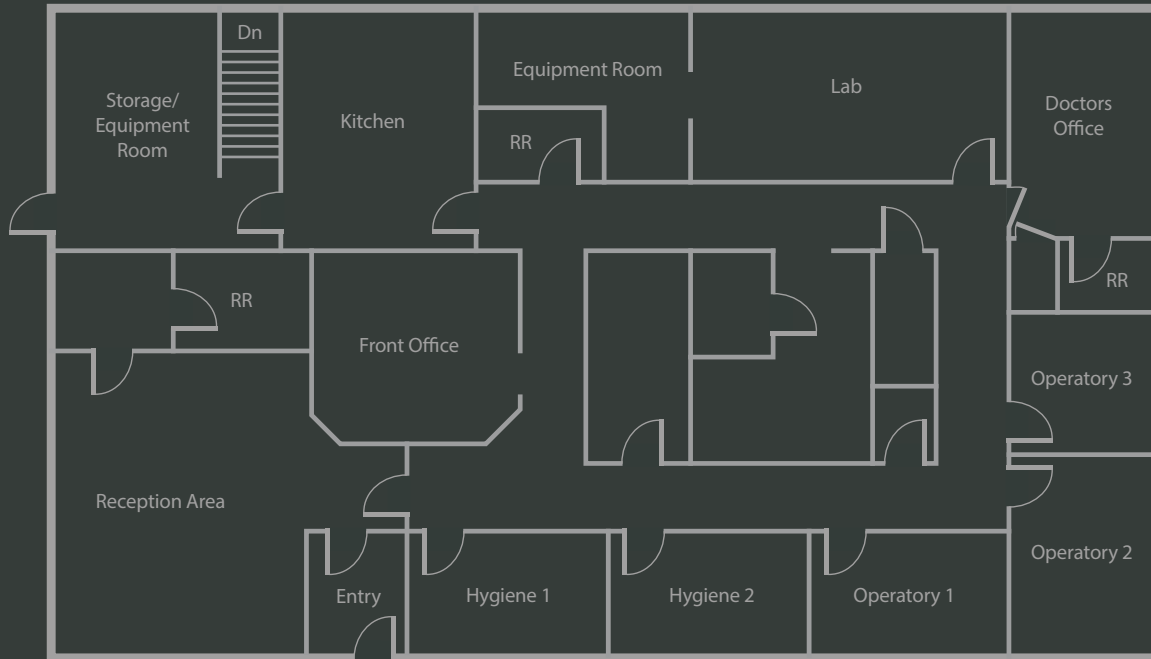 Dn
Storage/
Equipment
Room
Kitchen
Equipment Room
RR
Lab
Doctors
Office
RR
RR
Front Office
Operatory 3
Reception Area
Operatory 2
Entry
Hygiene 1
Hygiene 2
Operatory 1